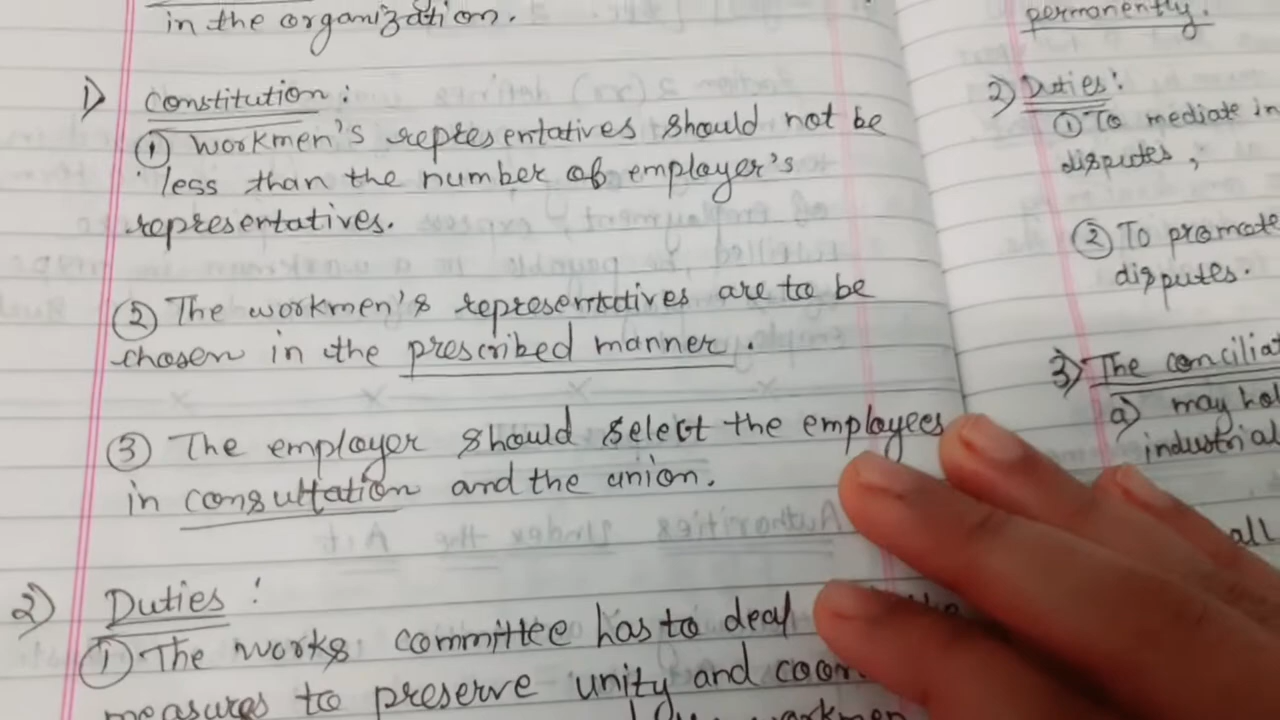 in the organization.
1) Constitution:
① Workmen's representatives should not be
less than the number of employer's
representatives.
② The workmen's representatives are to be
chosen in the prescribed manner.
③ The employer should select the employees
in consultation and the union.
2) Duties:
① The works committee has to deal
measures to preserve unity and
workmen
permanently.
2) Duties:
① To mediate in
disputes,
② To promote
disputes.
3) The
a) may
industrial
all